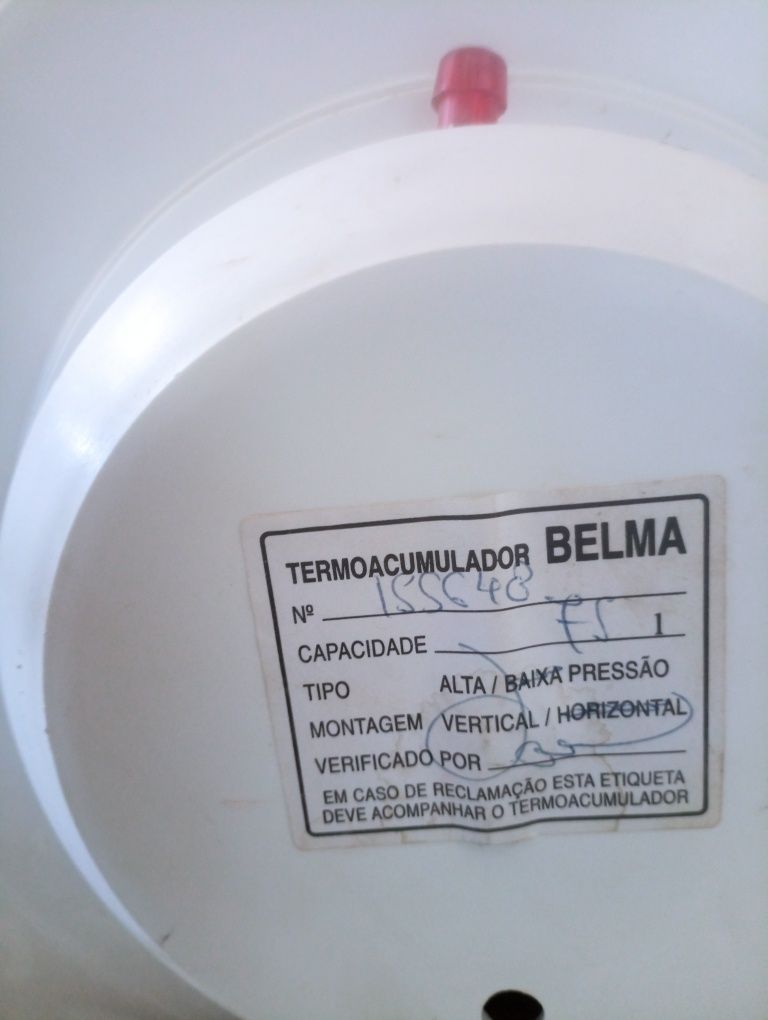 TERMOACUMULADOR BELMA
Nº 155648
CAPACIDADE 75 l
TIPO ALTA / BAIXA PRESSÃO
MONTAGEM VERTICAL / HORIZONTAL
VERIFICADO POR
EM CASO DE RECLAMAÇÃO ESTA ETIQUETA
DEVE ACOMPANHAR O TERMOACUMULADOR